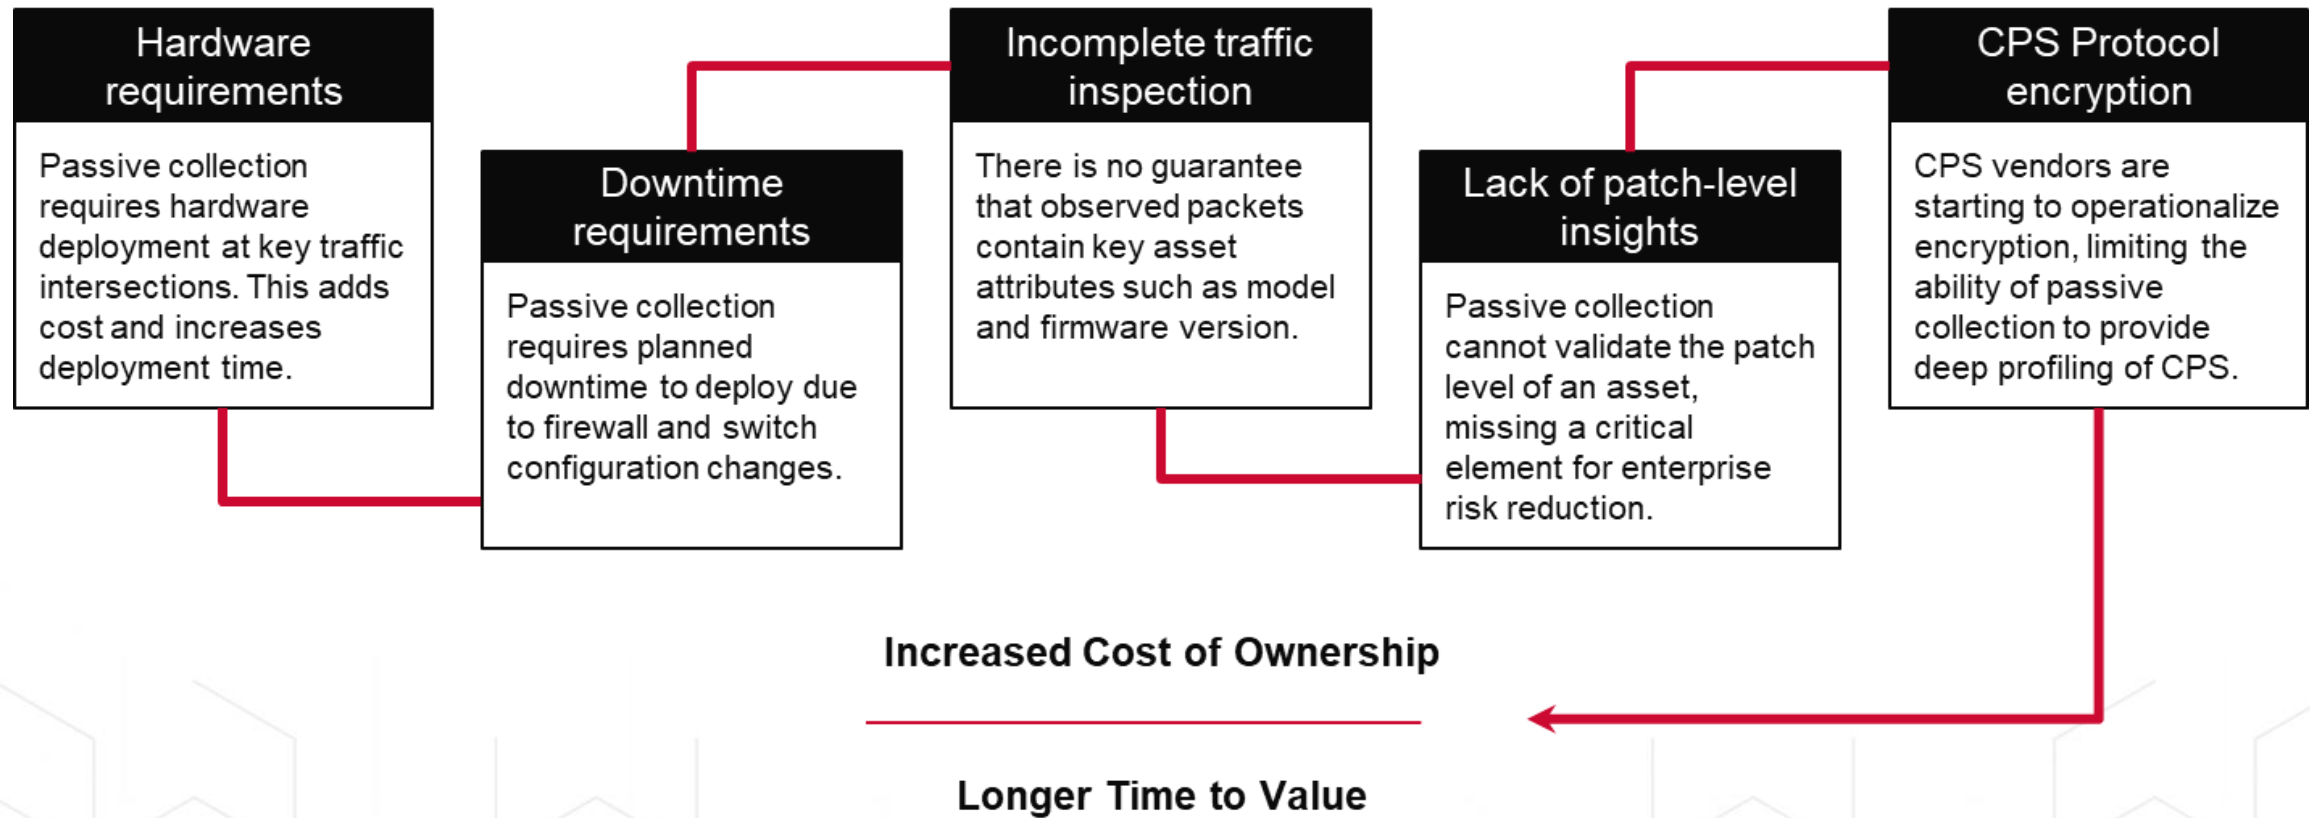 Hardware
requirements
Passive collection
requires hardware
deployment at key traffic
intersections. This adds
cost and increases
deployment time.
Downtime
requirements
Passive collection
requires planned
downtime to deploy due
to firewall and switch
configuration changes.
Incomplete traffic
inspection
There is no guarantee
that observed packets
contain key asset
attributes such as model
and firmware version.
Lack of patch-level
insights
Passive collection
cannot validate the patch
level of an asset,
missing a critical
element for enterprise
risk reduction.
CPS Protocol
encryption
CPS vendors are
starting to operationalize
encryption, limiting the
ability of passive
collection to provide
deep profiling of CPS.
Increased Cost of Ownership
Longer Time to Value